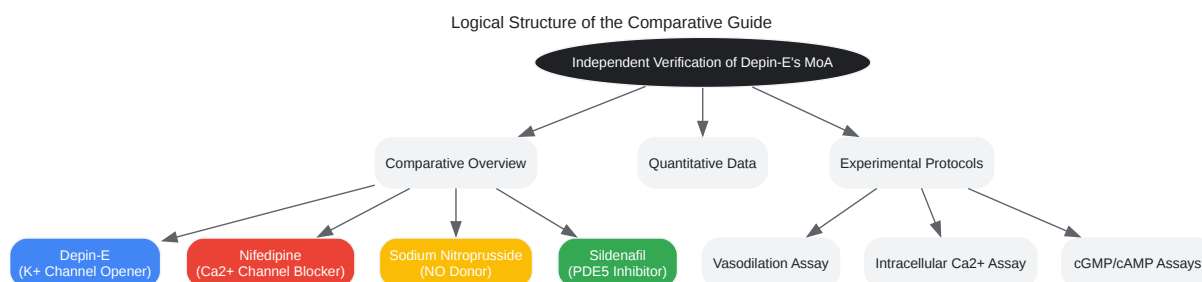 Logical Structure of the Comparative Guide
Independent Verification of Depin-E's MoA
Comparative Overview
Quantitative Data
Experimental Protocols
Depin-E
(K+ Channel Opener)
Nifedipine
(Ca2+ Channel Blocker)
Sodium Nitroprusside
(NO Donor)
Sildenafil
(PDE5 Inhibitor)
Vasodilation Assay
Intracellular Ca2+ Assay
cGMP/cAMP Assays